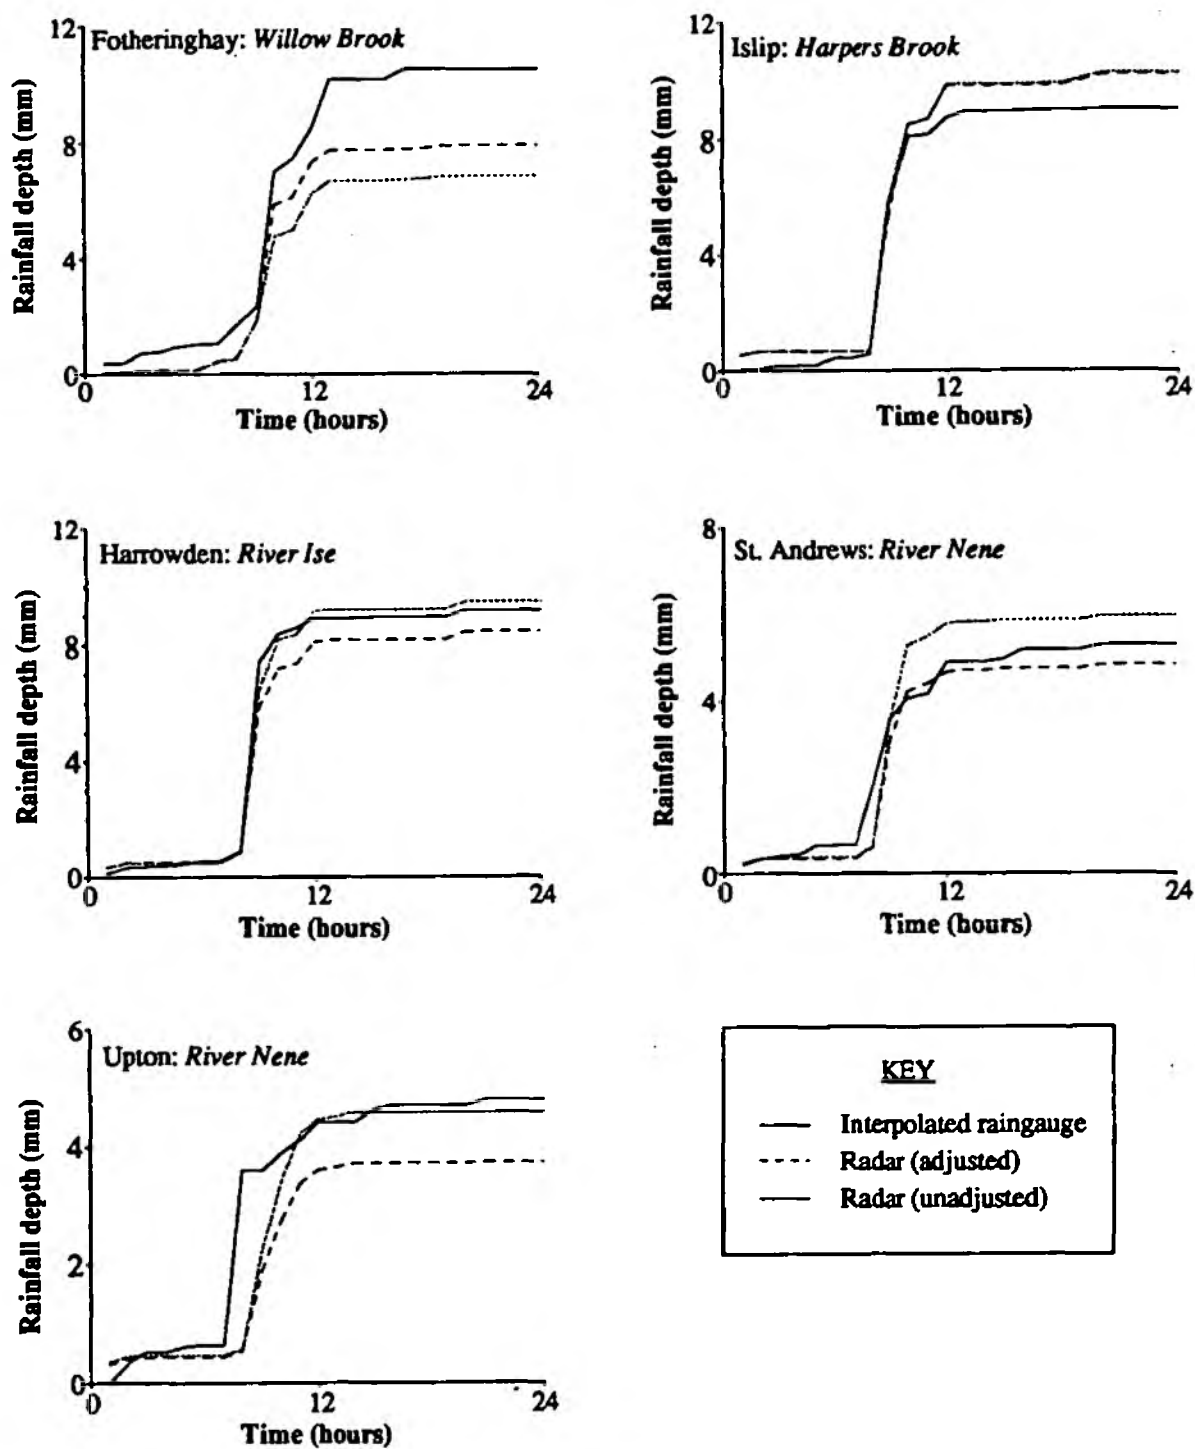 Fotheringhay: Willow Brook
12
8
4
0
0
12
24
Rainfall depth (mm)
Time (hours)
Islip: Harpers Brook
12
8
4
0
0
12
24
Rainfall depth (mm)
Time (hours)
Harrowden: River Ise
12
8
4
0
0
12
24
Rainfall depth (mm)
Time (hours)
St. Andrews: River Nene
8
4
0
0
12
24
Rainfall depth (mm)
Time (hours)
Upton: River Nene
6
4
2
0
0
12
24
Rainfall depth (mm)
Time (hours)
KEY
Interpolated raingauge
Radar (adjusted)
Radar (unadjusted)